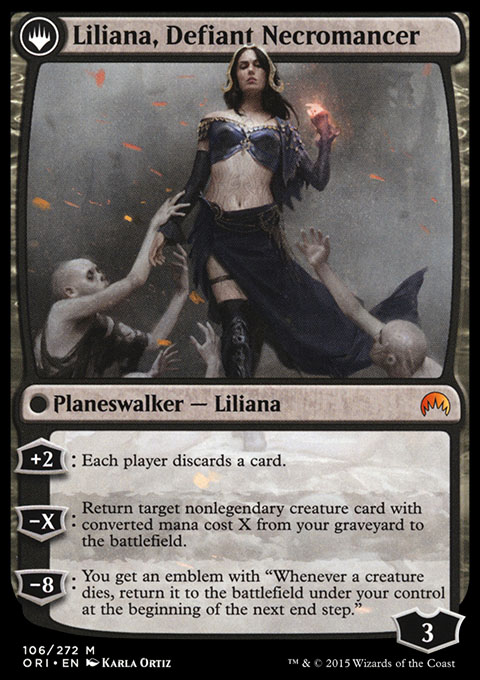 Liliana, Defiant Necromancer
Planeswalker — Liliana
+2 : Each player discards a card.
−X : Return target nonlegendary creature card with
converted mana cost X from your graveyard to
the battlefield.
−8 : You get an emblem with “Whenever a creature
dies, return it to the battlefield under your control
at the beginning of the next end step.”
3
106/272 M
ORI • EN Karla Ortiz
™ & © 2015 Wizards of the Coast